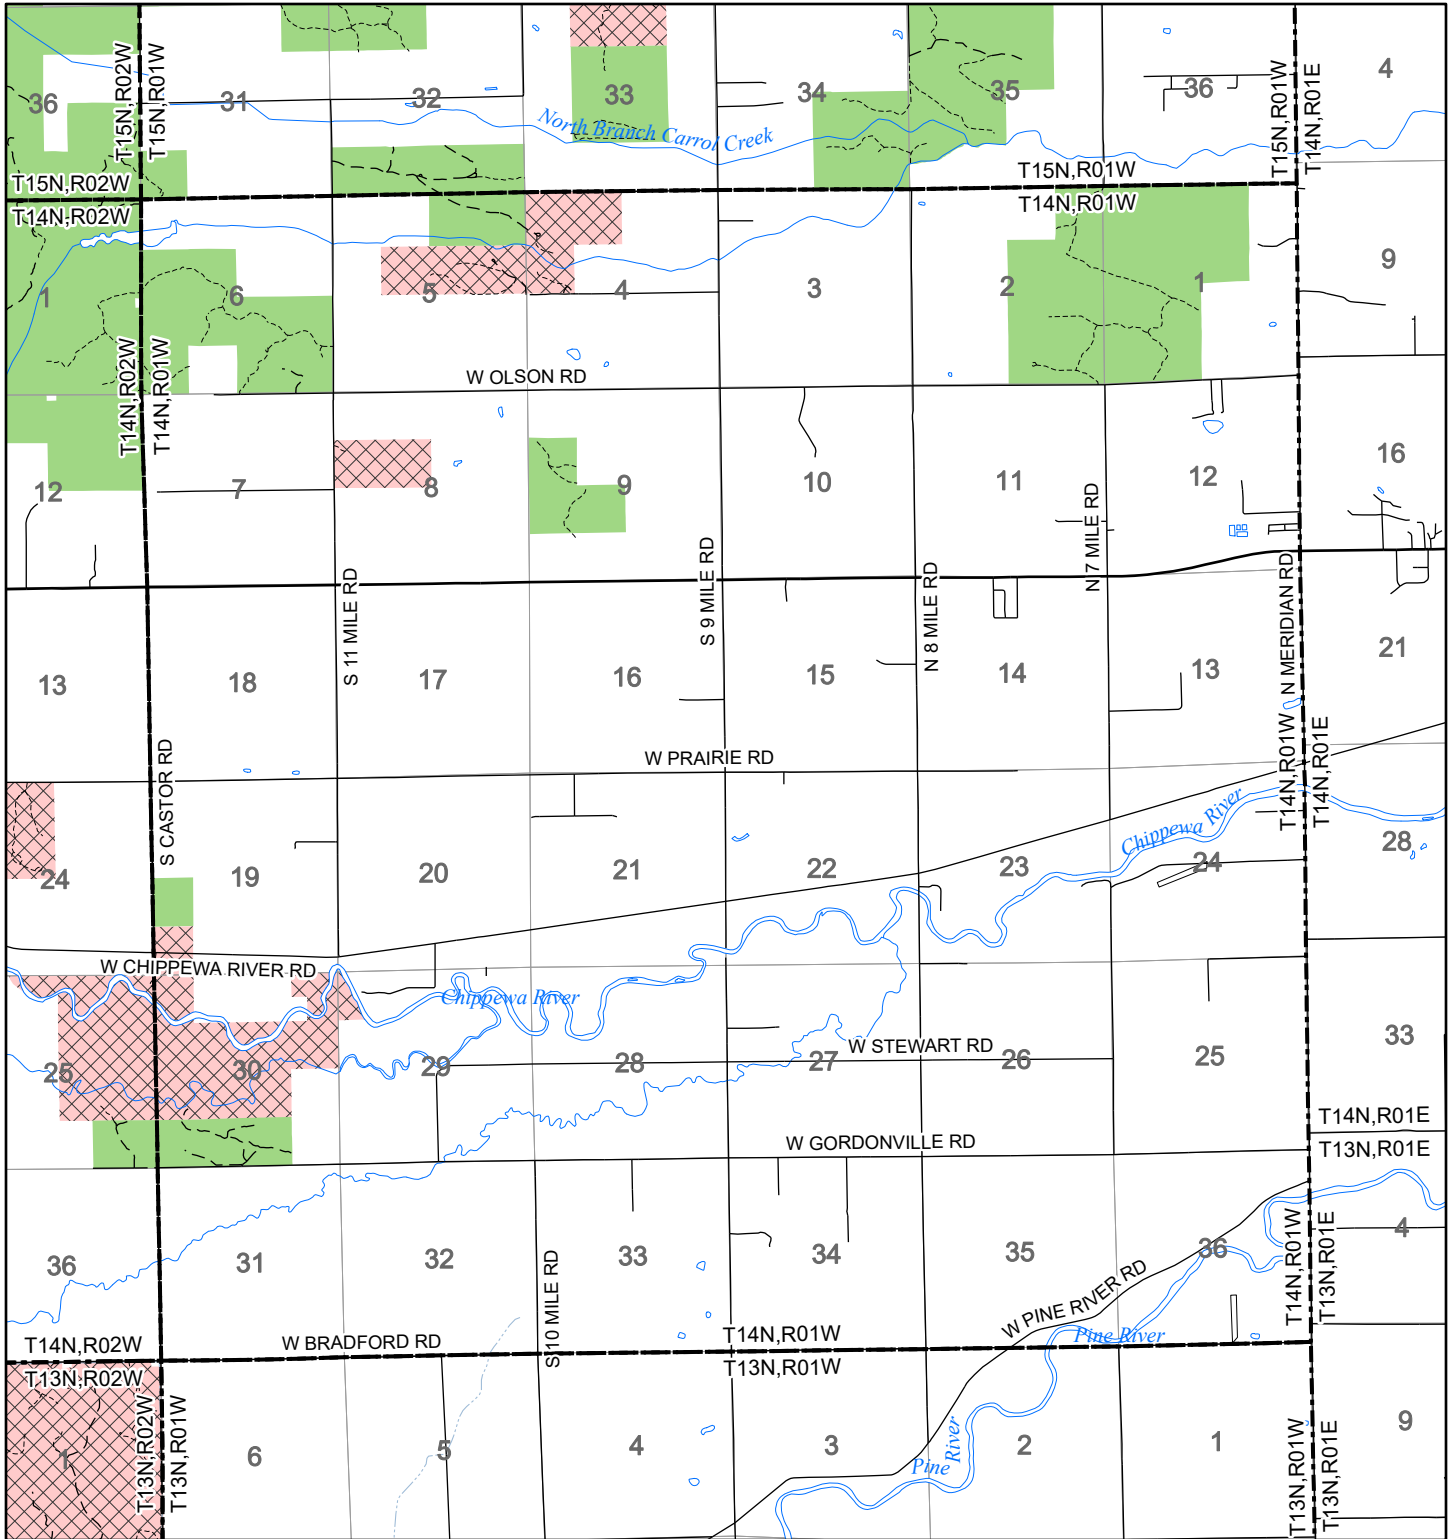 36
T15N,R02W
T15N,R01W
31
32
33
34
35
36
T15N,R01W
T14N,R01E
4
North Branch Carrol Creek
T15N,R02W
T14N,R02W
T15N,R01W
T14N,R01W
1
6
5
4
3
2
1
9
T14N,R02W
T14N,R01W
W OLSON RD
12
7
8
9
10
11
12
16
S 11 MILE RD
S 9 MILE RD
N 8 MILE RD
N 7 MILE RD
N MERIDIAN RD
13
18
17
16
15
14
13
21
S CASTOR RD
W PRAIRIE RD
T14N,R01W
T14N,R01E
Chippewa River
24
19
20
21
22
23
24
28
W CHIPPEWA RIVER RD
Chippewa River
W STEWART RD
25
30
29
28
27
26
25
33
W GORDONVILLE RD
T14N,R01E
T13N,R01E
36
31
32
33
34
35
36
4
S 10 MILE RD
W PINE RIVER RD
Pine River
T14N,R01W
T13N,R01E
T14N,R02W
T13N,R02W
W BRADFORD RD
T14N,R01W
T13N,R01W
T13N,R02W
T13N,R01W
1
6
5
4
3
2
1
9
Pine River
T13N,R01W
T13N,R01E